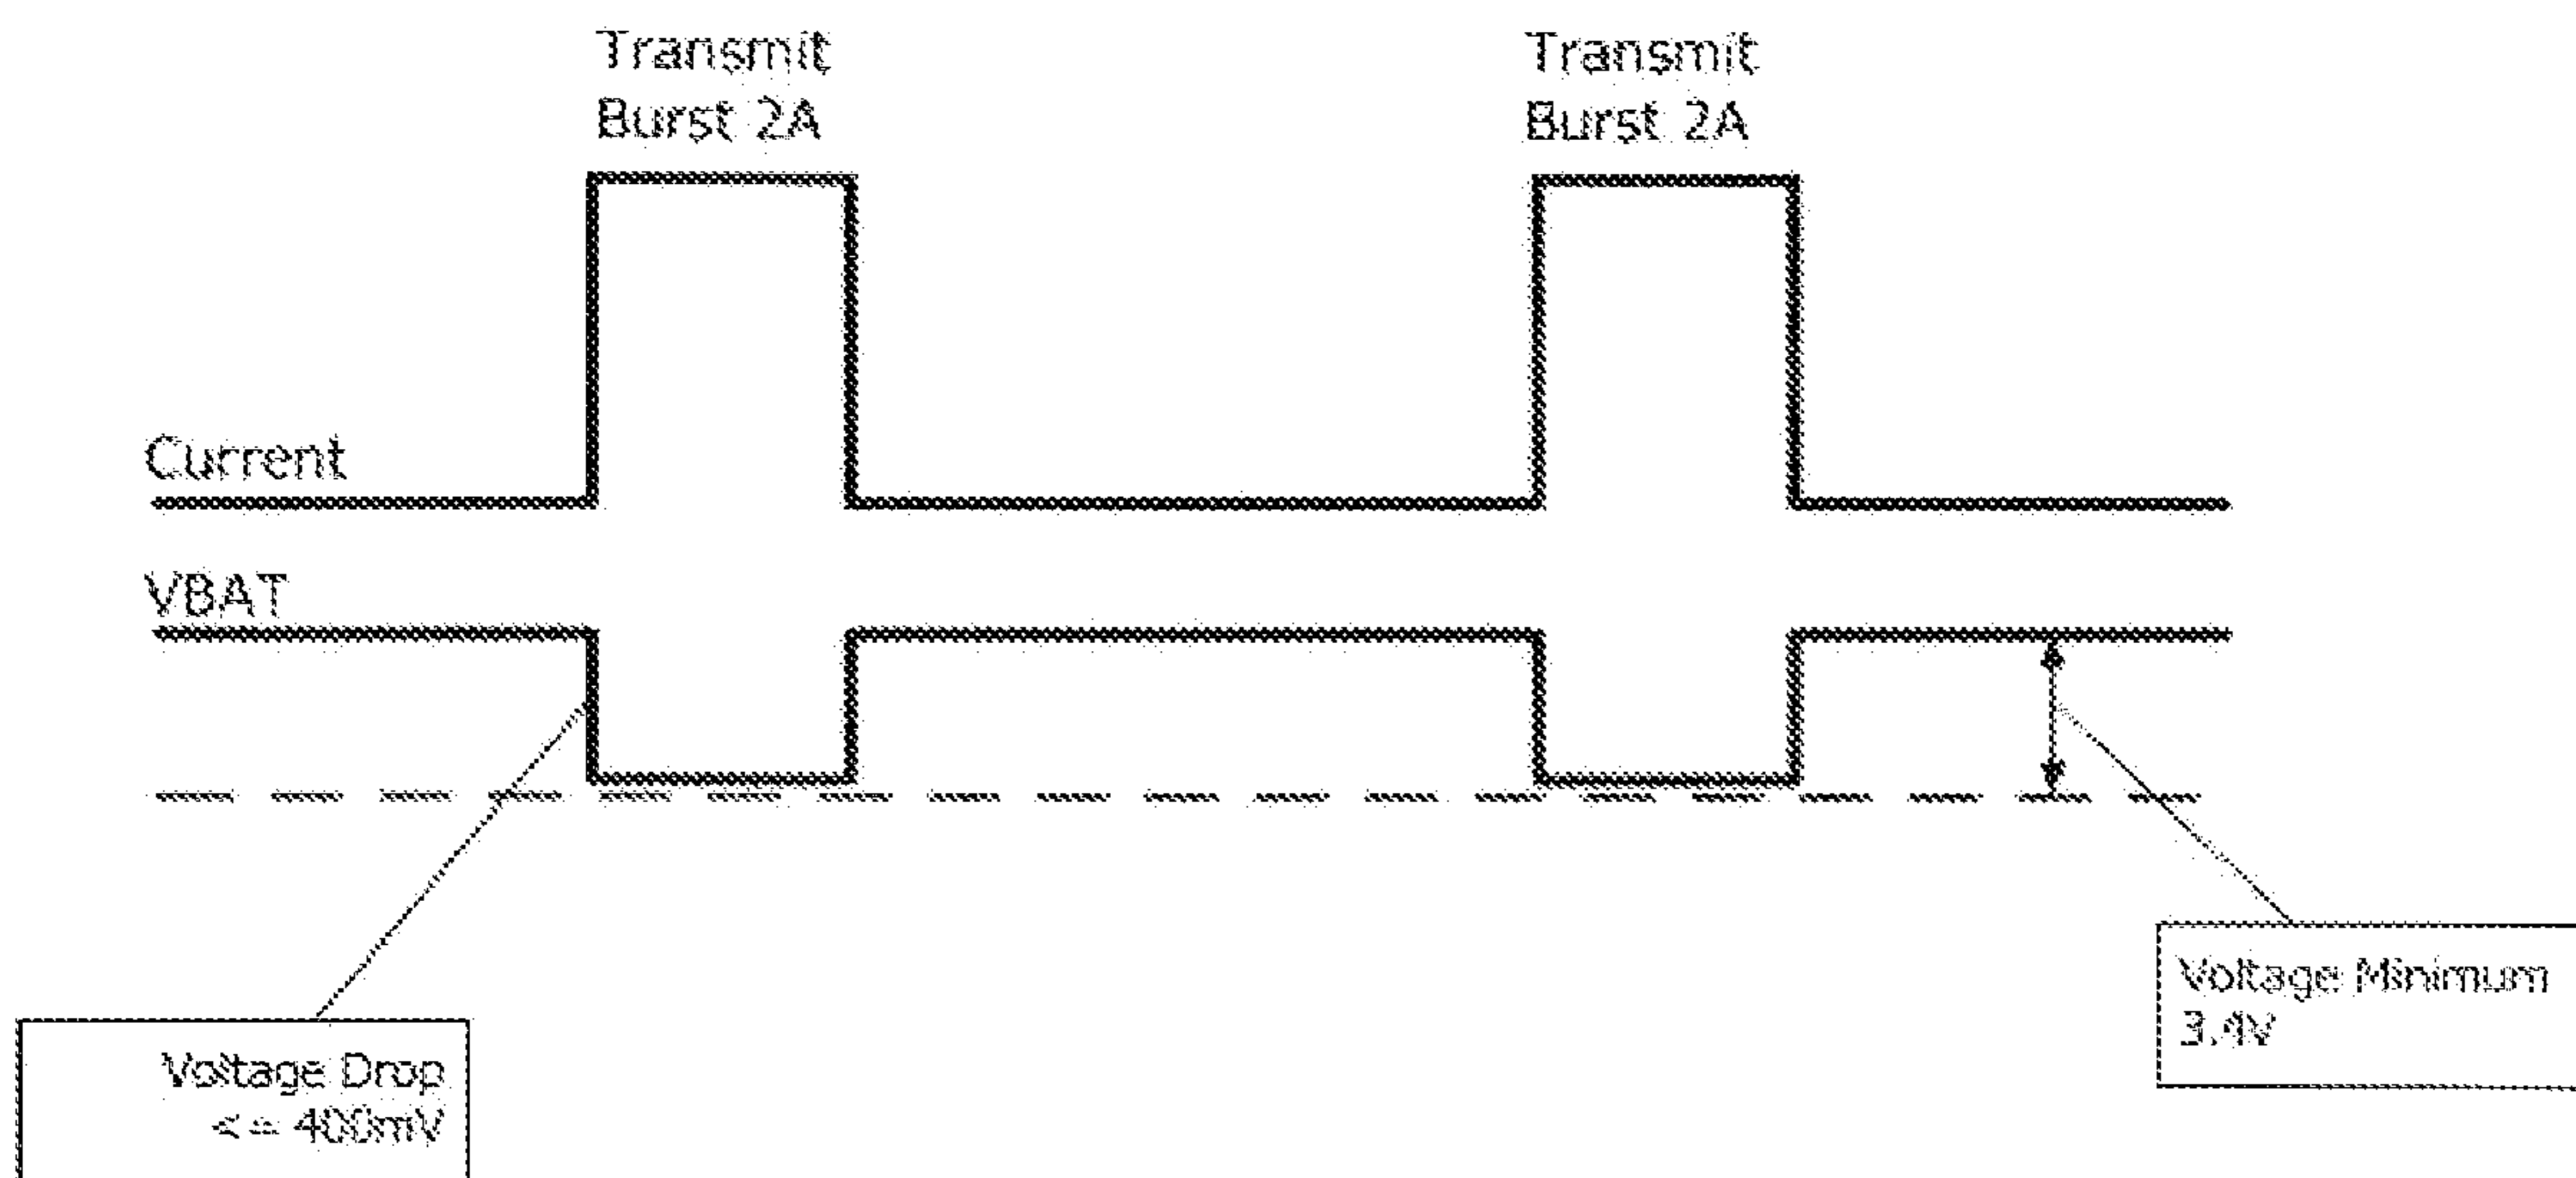 Transmit
Burst 2A
Transmit
Burst 2A
Current
VBAT
Voltage Minimum
3.4V
Voltage Drop
<= 400mV